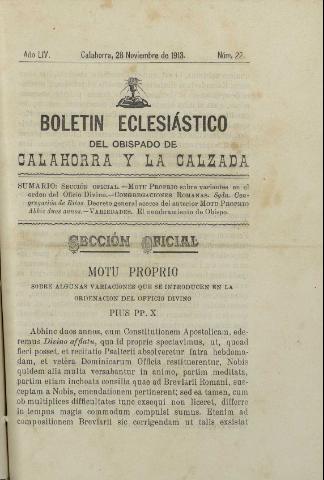 Año LIV. Calahorra, 28 Noviembre de 1913. Núm. 22.
BOLETIN ECLESIÁSTICO
DEL OBISPADO DE
CALAHORRA Y LA CALZADA
SUMARIO: SECCIÓN OFICIAL.—MOTU PROPRIO sobre variantes en el
orden del Oficio Divino.—CONGREGACIONES ROMANAS. Sgda. Con-
gregación de Ritos. Decreto general acerca del anterior MOTU PROPRIO
Abhinc duos annos.—VARIEDADES. El nombramiento de Obispo.
SECCIÓN OFICIAL
MOTU PROPRIO
SOBRE ALGUNAS VARIACIONES QUE SE INTRODUCEN EN LA
ORDENACION DEL OFFICIO DIVINO
PIUS PP. X
Abhinc duos annos, cum Constitutionem Apostolicam, ede-
remus Divino afflatu, qua id proprie spectavimus, ut, quoad
fieri posset, et recitatio Psalterii absolveretur intra hebdoma-
dam, et vetera Dominicarum Officia restituerentur, Nobis
quidem alia multa versabantur in animo, partim meditata,
partim etiam inchoata consilia quae ad Breviarii Romani, sus-
ceptam a Nobis, emendationem pertinerent; sed ea tamen, cum
ob multiplices difficultates tunc exsequi non liceret, differre
in tempus magis commodum compulsi sumus. Etenim ad
compositionem Breviarii sic corrigendam ut talis exsistat